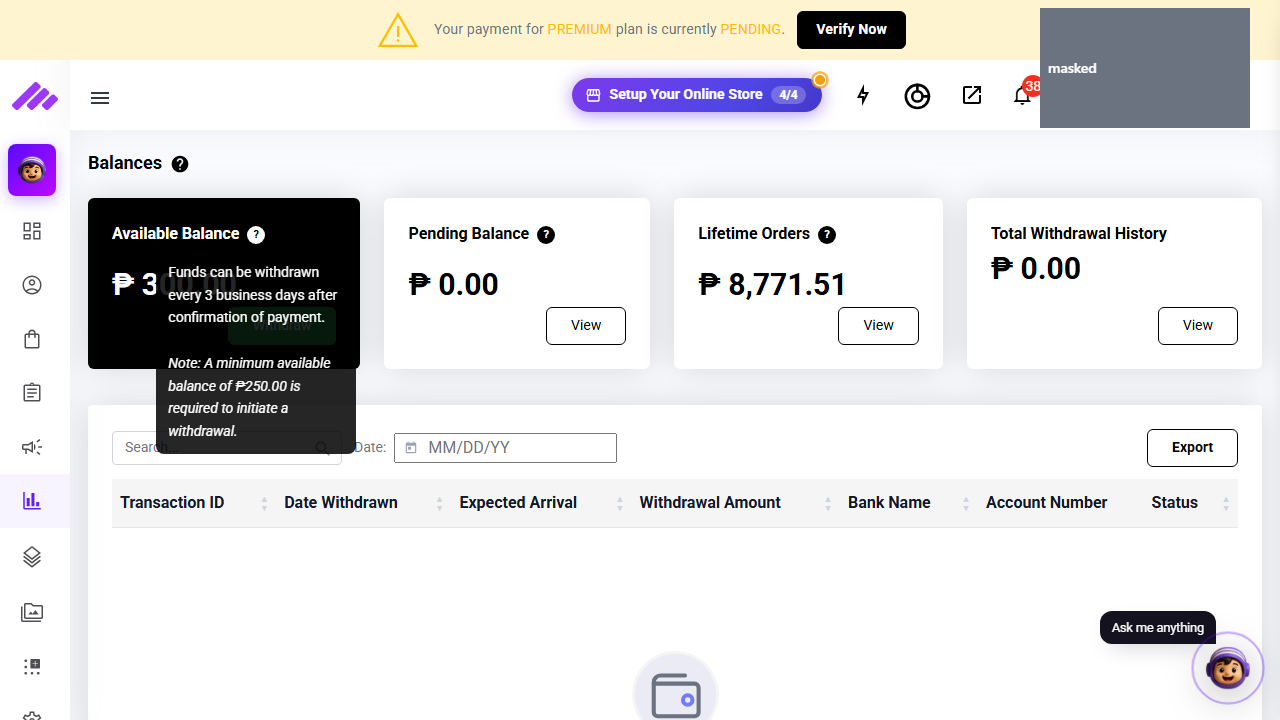 Your payment for PREMIUM plan is currently PENDING.
Verify Now
masked
Setup Your Online Store 4/4
38
Balances ?
Available Balance ?
₱ 300.00
Funds can be withdrawn
every 3 business days after
confirmation of payment.
Withdraw
Note: A minimum available
balance of ₱250.00 is
required to initiate a
withdrawal.
Pending Balance ?
₱ 0.00
View
Lifetime Orders ?
₱ 8,771.51
View
Total Withdrawal History
₱ 0.00
View
Search...
Date:
MM/DD/YY
Export
Transaction ID Date Withdrawn Expected Arrival Withdrawal Amount Bank Name Account Number Status
Ask me anything